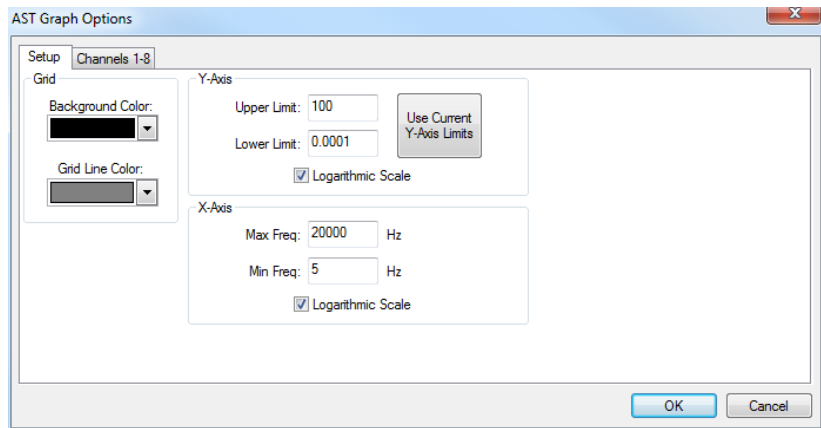 AST Graph Options
Setup
Channels 1-8
Grid
Background Color:
Grid Line Color:
Y-Axis
Upper Limit: 100
Lower Limit: 0.0001
Use Current
Y-Axis Limits
Logarithmic Scale
X-Axis
Max Freq: 20000 Hz
Min Freq: 5 Hz
Logarithmic Scale
OK
Cancel